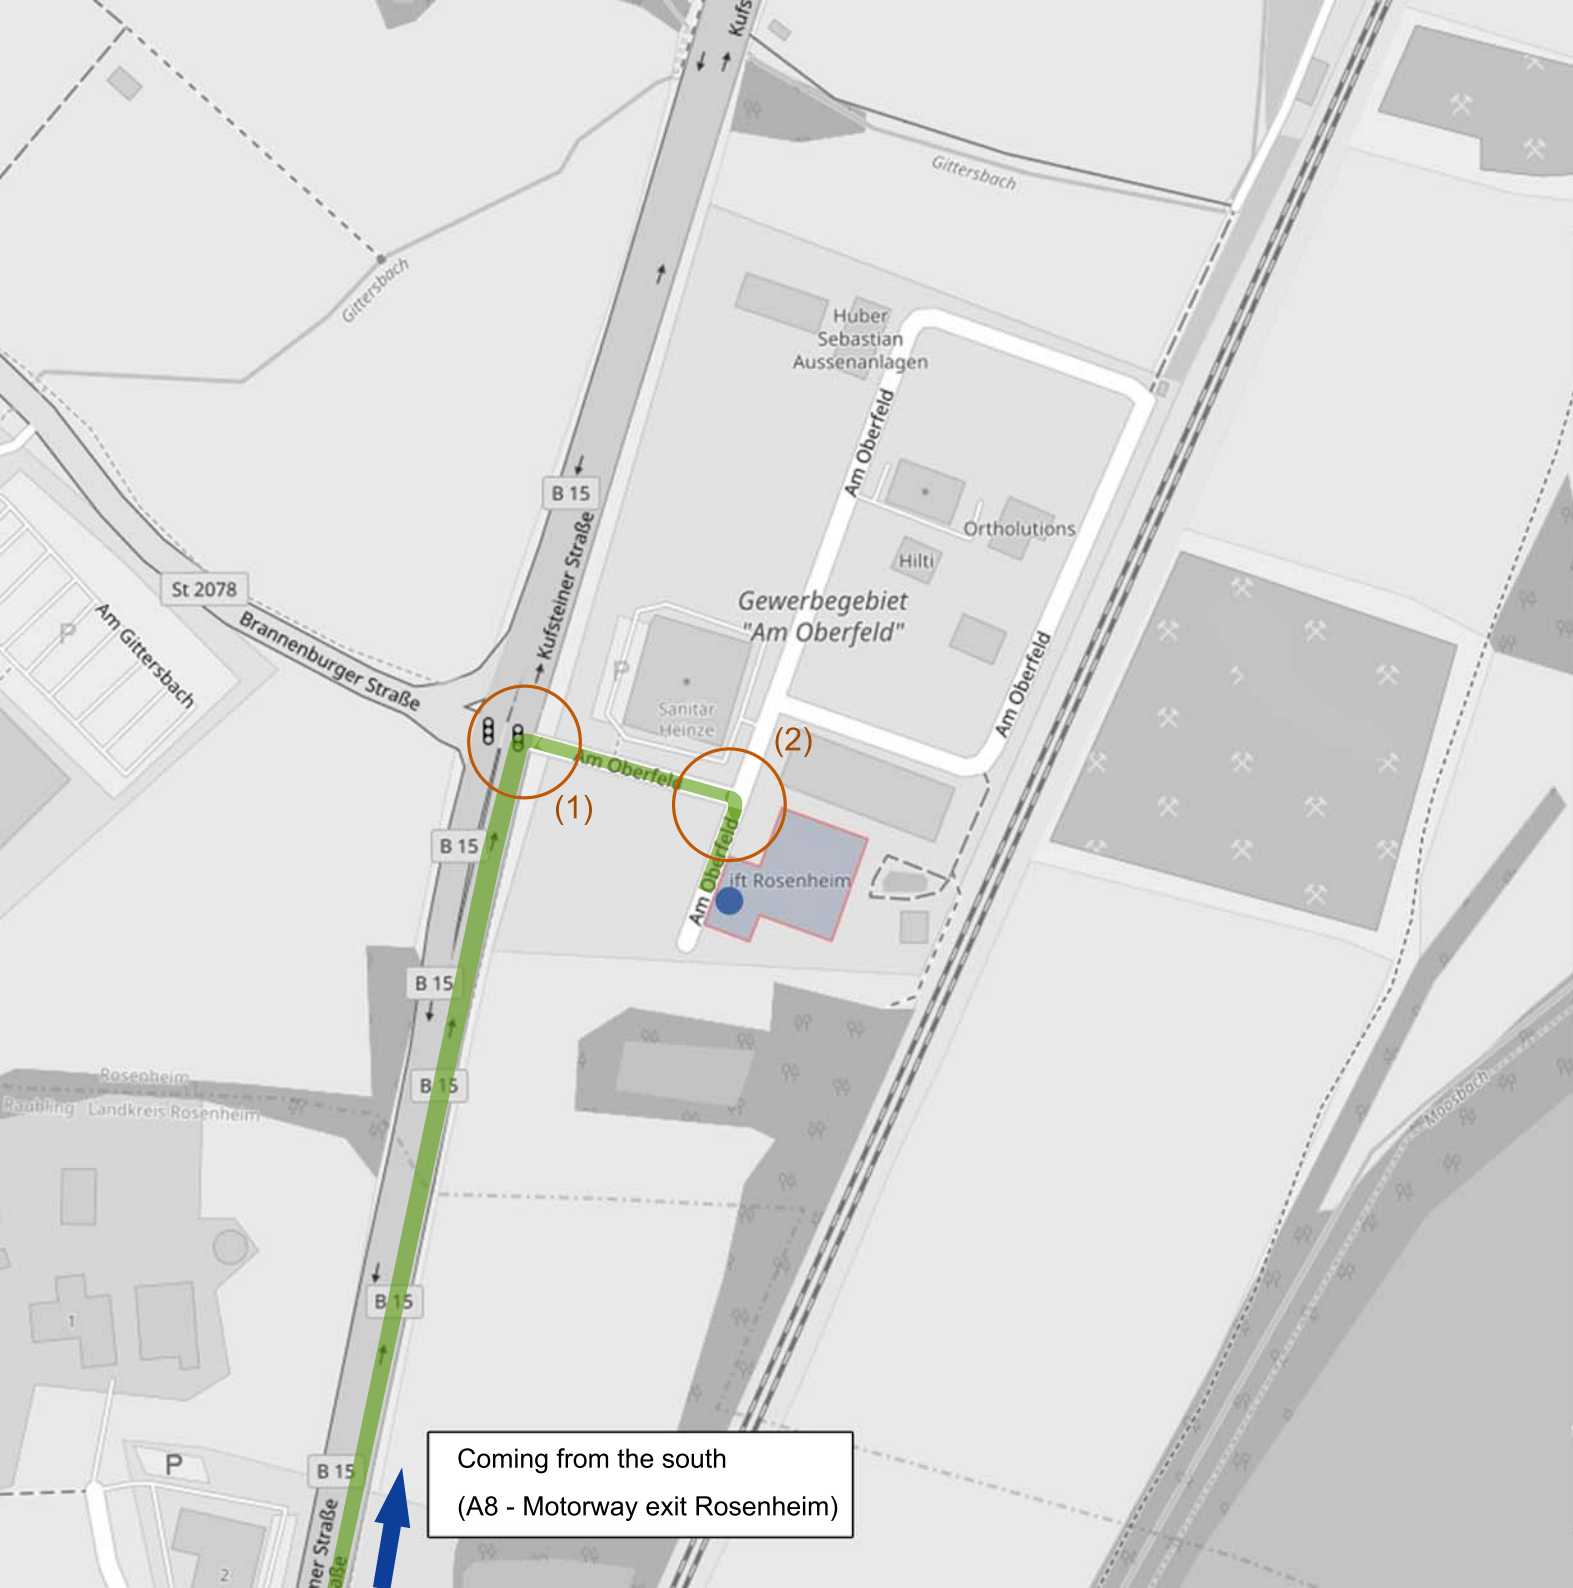 Kufs
Gittersbach
Gittersbach
Huber
Sebastian
Aussenanlagen
Am Oberfeld
B 15
Kufsteiner Straße
Ortholutions
Hilti
St 2078
Brannenburger Straße
Am Gittersbach
P
Gewerbegebiet
"Am Oberfeld"
Am Oberfeld
P
Sanitär
Heinze
(2)
Am Oberfeld
(1)
B 15
Am Oberfeld
ift Rosenheim
B 15
Rosenheim
Raubling
Landkreis Rosenheim
B 15
Moosbach
B 15
1
P
B 15
Coming from the south
(A8 - Motorway exit Rosenheim)
ner Straße
aße
2